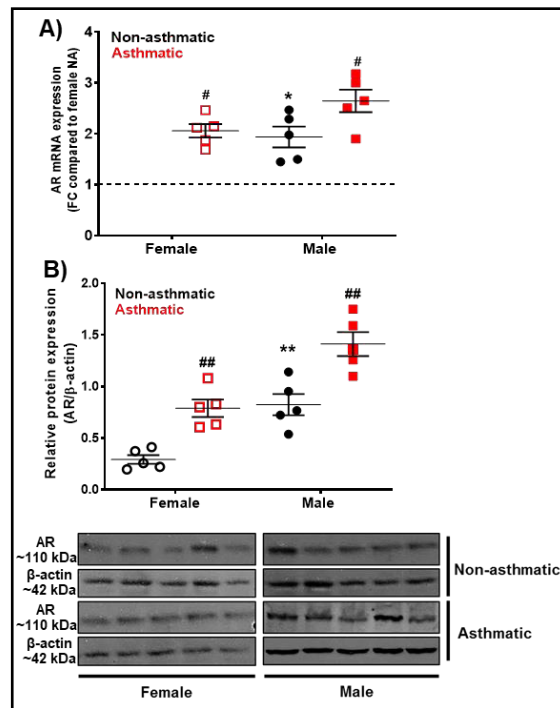 A)
Non-asthmatic
Asthmatic
AR mRNA expression
(FC compared to female NA)
4
3
2
1
0
#
*
#
Female Male
B)
Non-asthmatic
Asthmatic
Relative protein expression
(AR/β-actin)
2.0
1.5
1.0
0.5
0.0
##
**
##
Female Male
AR
~110 kDa
β-actin
~42 kDa
Non-asthmatic
AR
~110 kDa
β-actin
~42 kDa
Asthmatic
Female Male